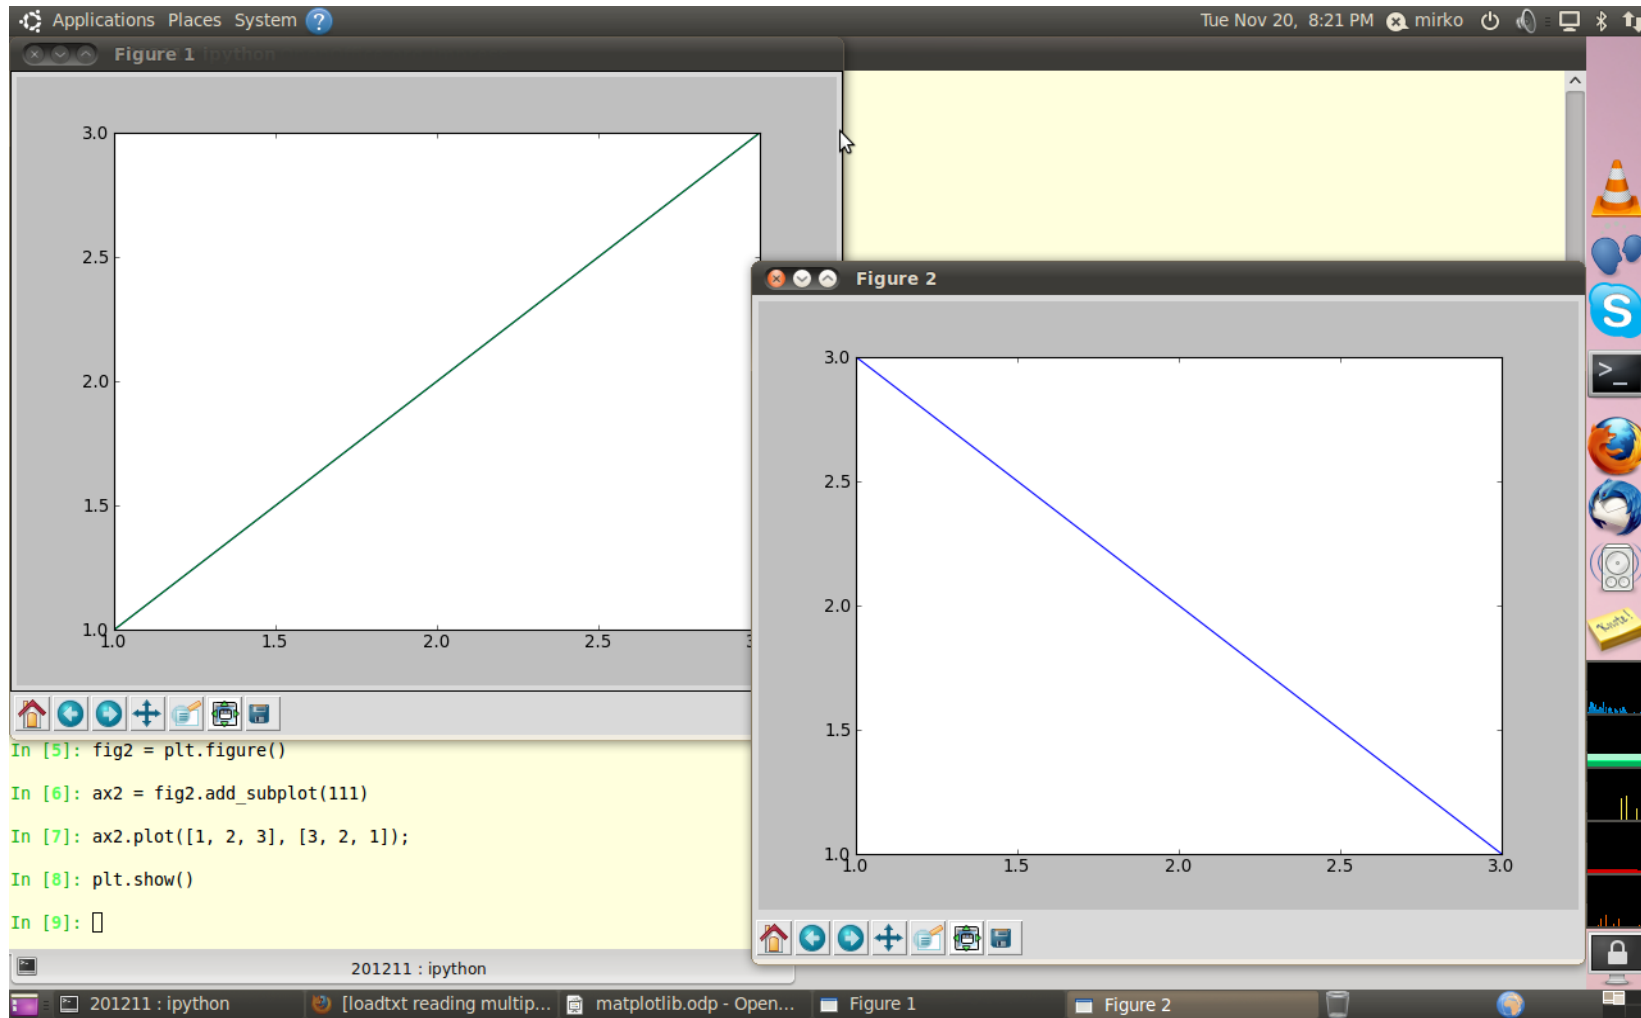 Applications Places System ?
Tue Nov 20, 8:21 PM mirko
Figure 1
3.0
2.5
2.0
1.5
1.0
1.0 1.5 2.0 2.5
Figure 2
3.0
2.5
2.0
1.5
1.0
1.0 1.5 2.0 2.5 3.0
In [5]: fig2 = plt.figure()
In [6]: ax2 = fig2.add_subplot(111)
In [7]: ax2.plot([1, 2, 3], [3, 2, 1]);
In [8]: plt.show()
In [9]:
201211 : ipython
201211 : ipython [loadtxt reading multip... matplotlib.odp - Open... Figure 1 Figure 2